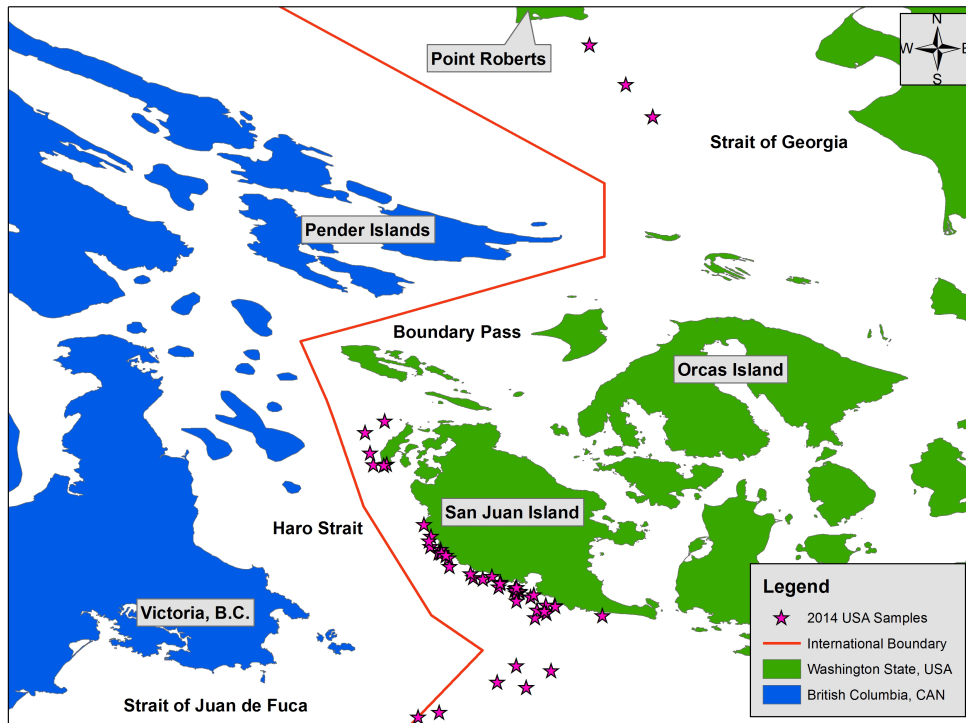 Point Roberts
N
W
E
S
Strait of Georgia
Pender Islands
Boundary Pass
Orcas Island
San Juan Island
Haro Strait
Victoria, B.C.
Strait of Juan de Fuca
Legend
2014 USA Samples
International Boundary
Washington State, USA
British Columbia, CAN